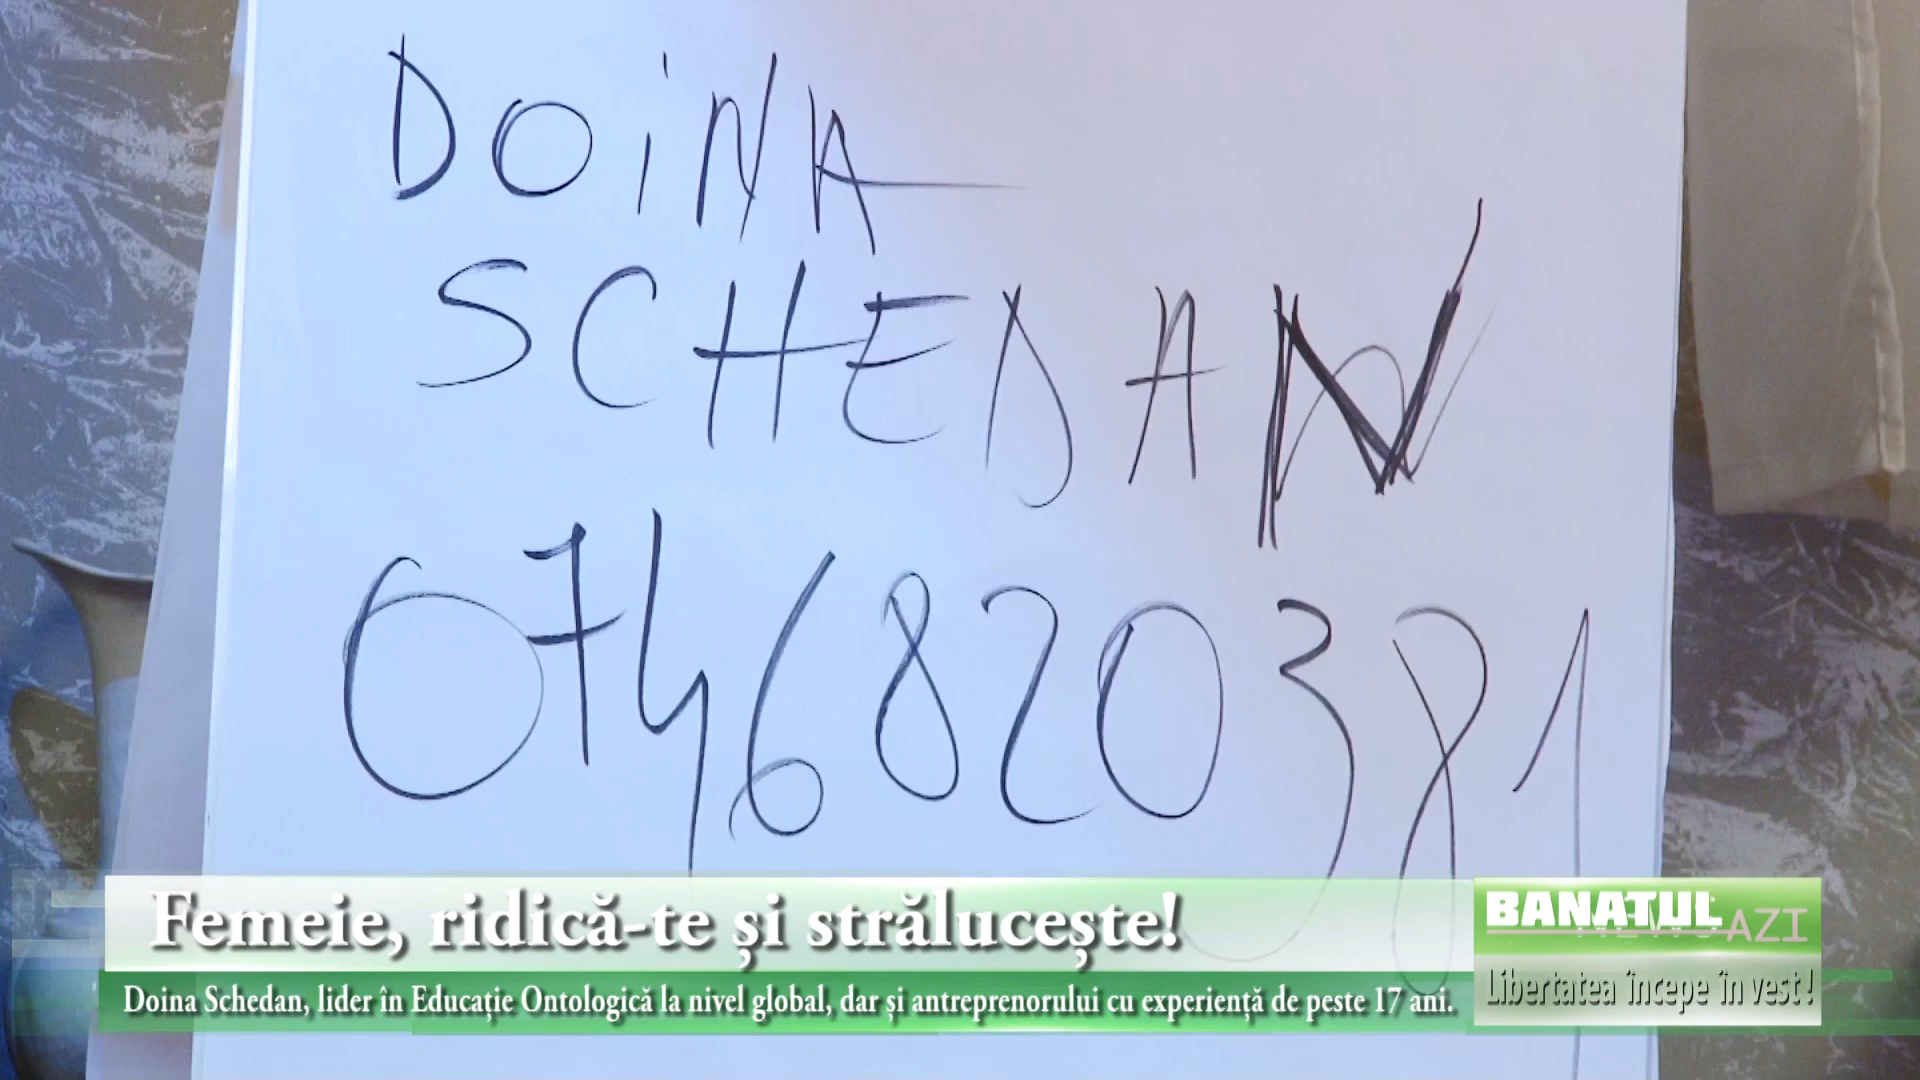 DOiNA
SCHEDAN
0746820381
Femeie, ridică-te și strălucește!
Doina Schedan, lider în Educație Ontologică la nivel global, dar și antreprenorului cu experiență de peste 17 ani.
BANATUL
AZI
Libertatea începe în vest!